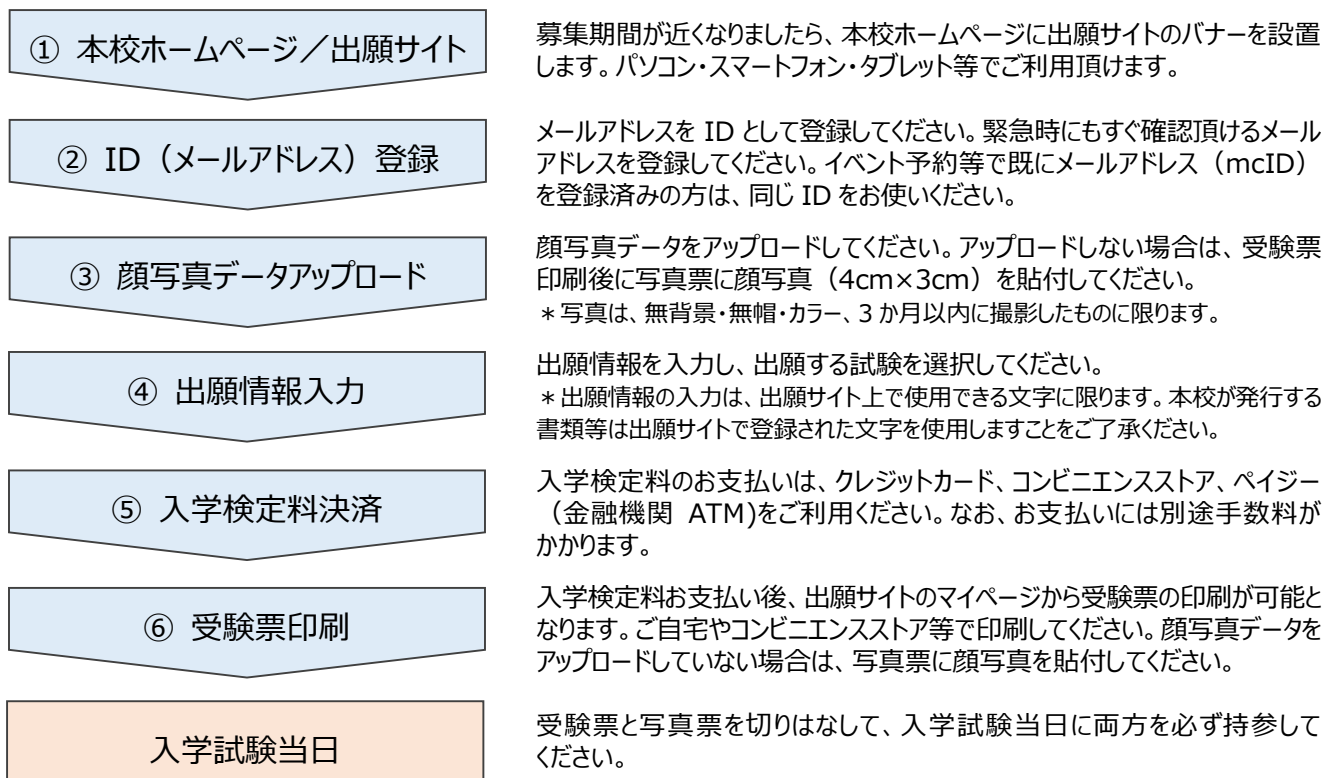 ① 本校ホームページ／出願サイト
募集期間が近くなりましたら、本校ホームページに出願サイトのバナーを設置
します。パソコン・スマートフォン・タブレット等でご利用頂けます。
② ID（メールアドレス）登録
メールアドレスを ID として登録してください。緊急時にもすぐ確認頂けるメール
アドレスを登録してください。イベント予約等で既にメールアドレス（mcID）
を登録済みの方は、同じ ID をお使いください。
③ 顔写真データアップロード
顔写真データをアップロードしてください。アップロードしない場合は、受験票
印刷後に写真票に顔写真（4cm×3cm）を貼付してください。
＊写真は、無背景・無帽・カラー、3 か月以内に撮影したものに限ります。
④ 出願情報入力
出願情報を入力し、出願する試験を選択してください。
＊出願情報の入力は、出願サイト上で使用できる文字に限ります。本校が発行する
書類等は出願サイトで登録された文字を使用しますことをご了承ください。
⑤ 入学検定料決済
入学検定料のお支払いは、クレジットカード、コンビニエンスストア、ペイジー
（金融機関 ATM)をご利用ください。なお、お支払いには別途手数料が
かかります。
⑥ 受験票印刷
入学検定料お支払い後、出願サイトのマイページから受験票の印刷が可能と
なります。ご自宅やコンビニエンスストア等で印刷してください。顔写真データを
アップロードしていない場合は、写真票に顔写真を貼付してください。
入学試験当日
受験票と写真票を切りはなして、入学試験当日に両方を必ず持参して
ください。